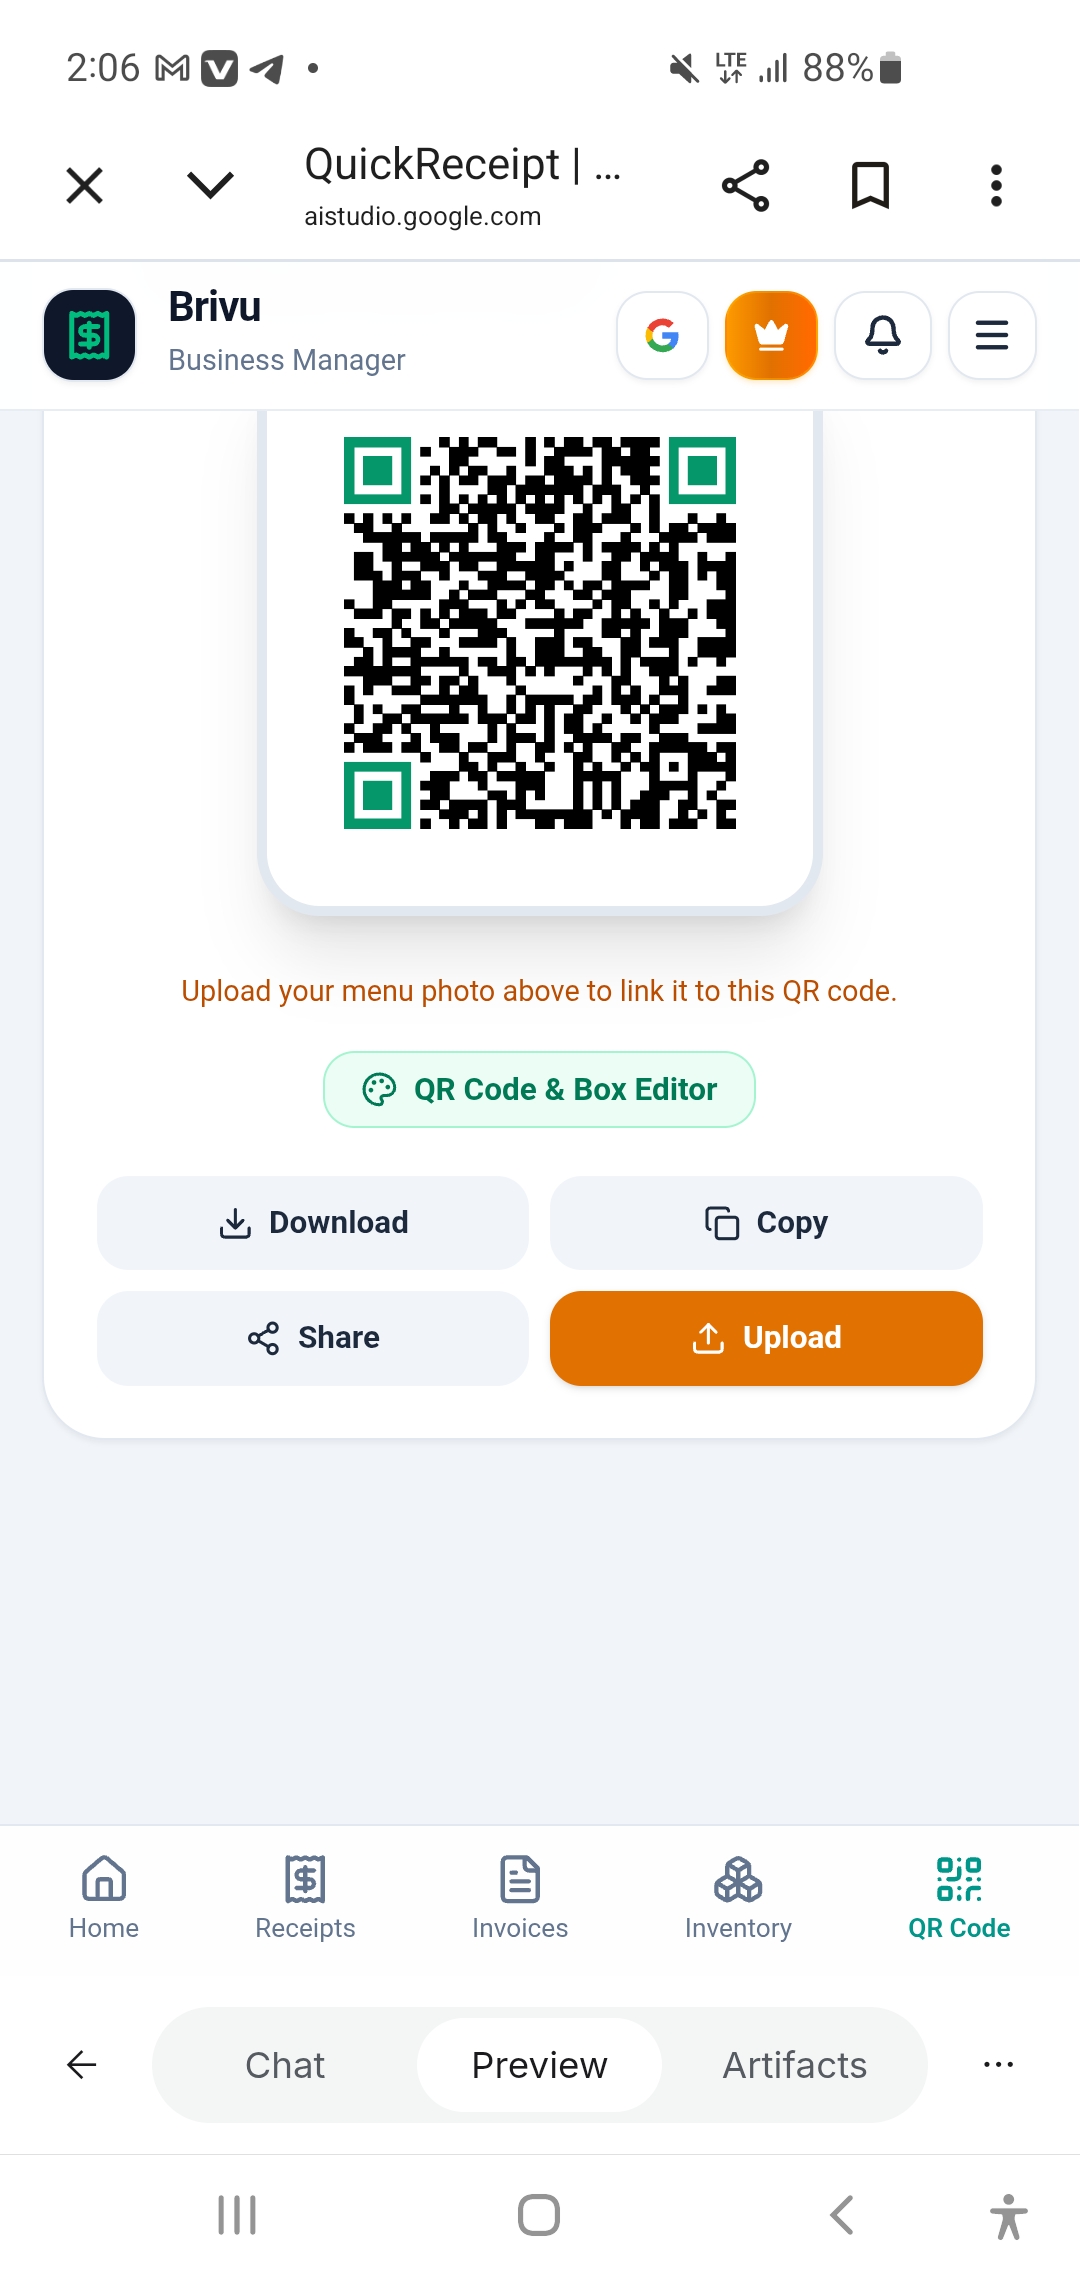 2:06
LTE
88%
QuickReceipt | ...
aistudio.google.com
Brivu
Business Manager
Upload your menu photo above to link it to this QR code.
QR Code & Box Editor
Download
Copy
Share
Upload
Home
Receipts
Invoices
Inventory
QR Code
Chat
Preview
Artifacts